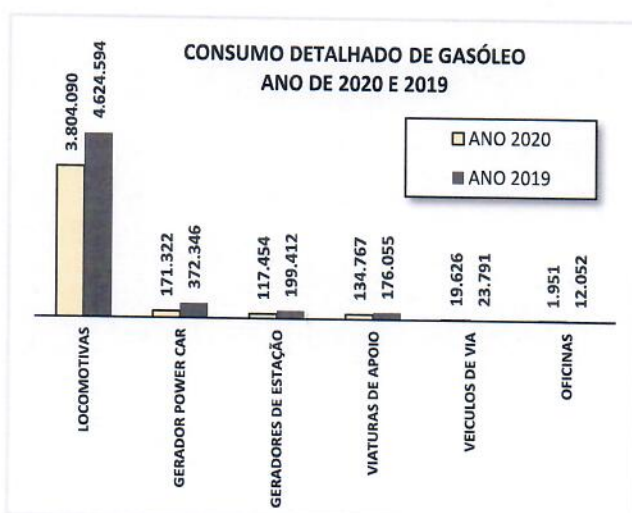 CONSUMO DETALHADO DE GASÓLEO
ANO DE 2020 E 2019
ANO 2020
ANO 2019
3.804.090
4.624.594
171.322
372.346
117.454
199.412
134.767
176.055
19.626
23.791
1.951
12.052
LOCOMOTIVAS
GERADOR POWER CAR
GERADORES DE ESTAÇÃO
VIATURAS DE APOIO
VEICULOS DE VIA
OFICINAS